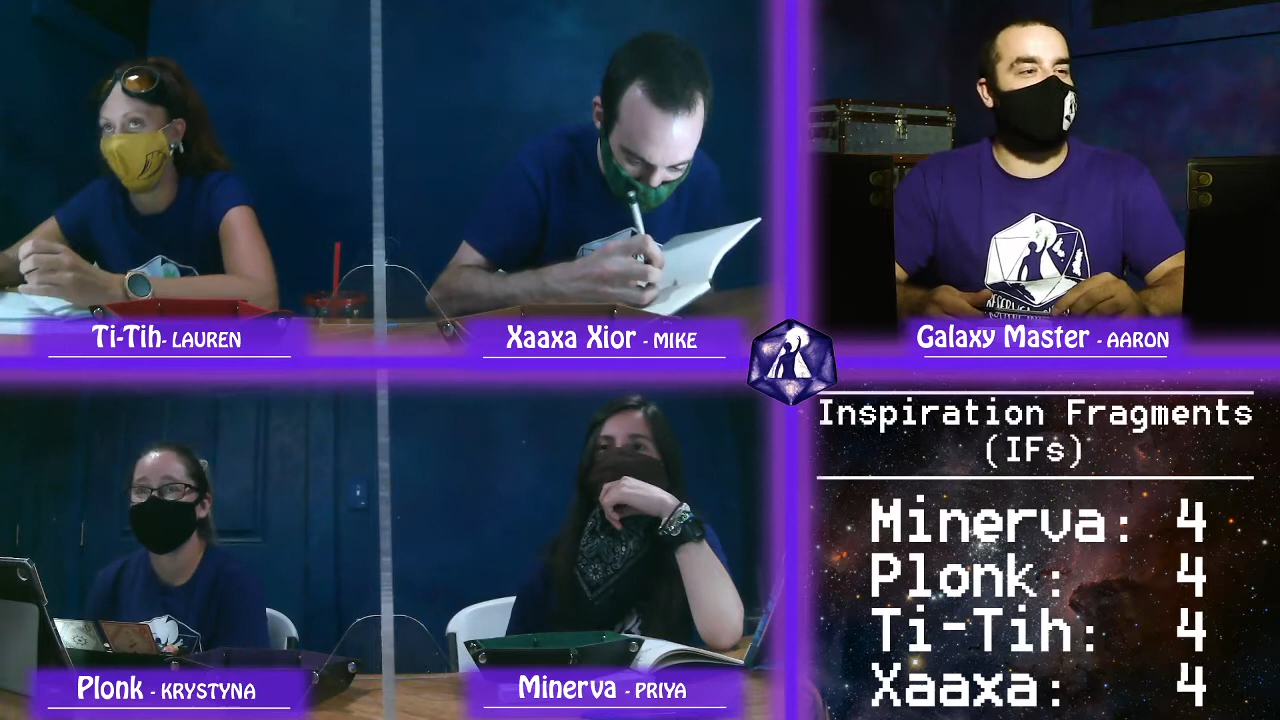 Ti-Tih- LAUREN
Xaaxa Xior - MIKE
Galaxy Master - AARON
Plonk - KRYSTYNA
Minerva - PRIYA
Inspiration Fragments
(IFs)
Minerva: 4
Plonk: 4
Ti-Tih: 4
Xaaxa: 4